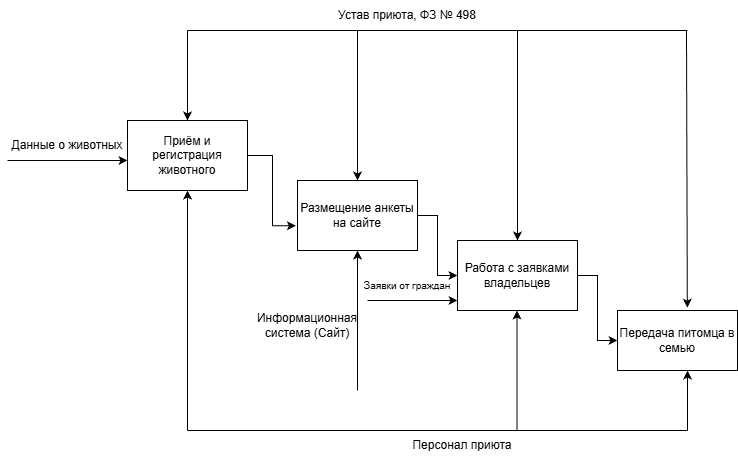 Устав приюта, ФЗ № 498
Данные о животных
Приём и
регистрация
животного
Размещение анкеты
на сайте
Работа с заявками
владельцев
Заявки от граждан
Информационная
система (Сайт)
Передача питомца в
семью
Персонал приюта